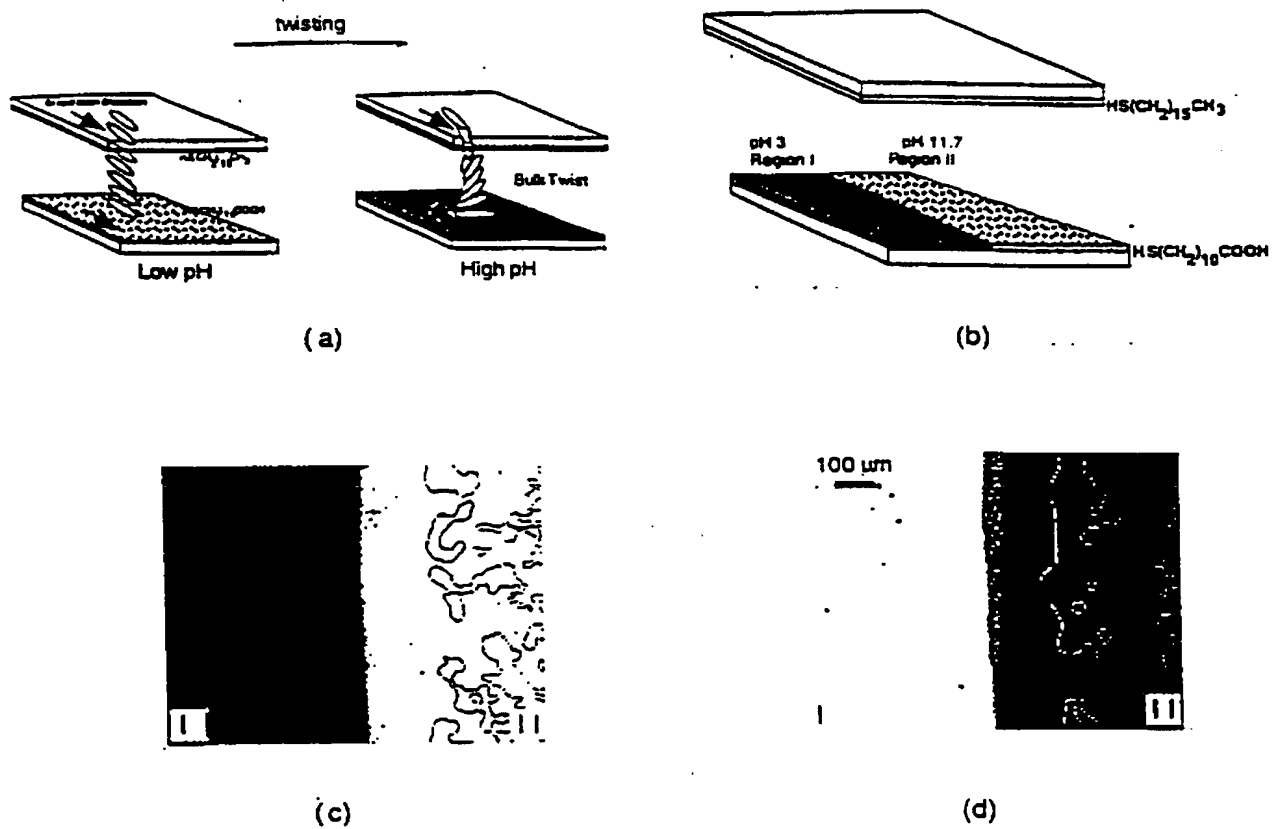 twisting
Low pH
High pH
Bulk Twist
(a)
HS(CH2)15CH3
pH 3
Region I
pH 11.7
Region II
HS(CH2)10COOH
(b)
I
II
(c)
100 µm
I
II
(d)